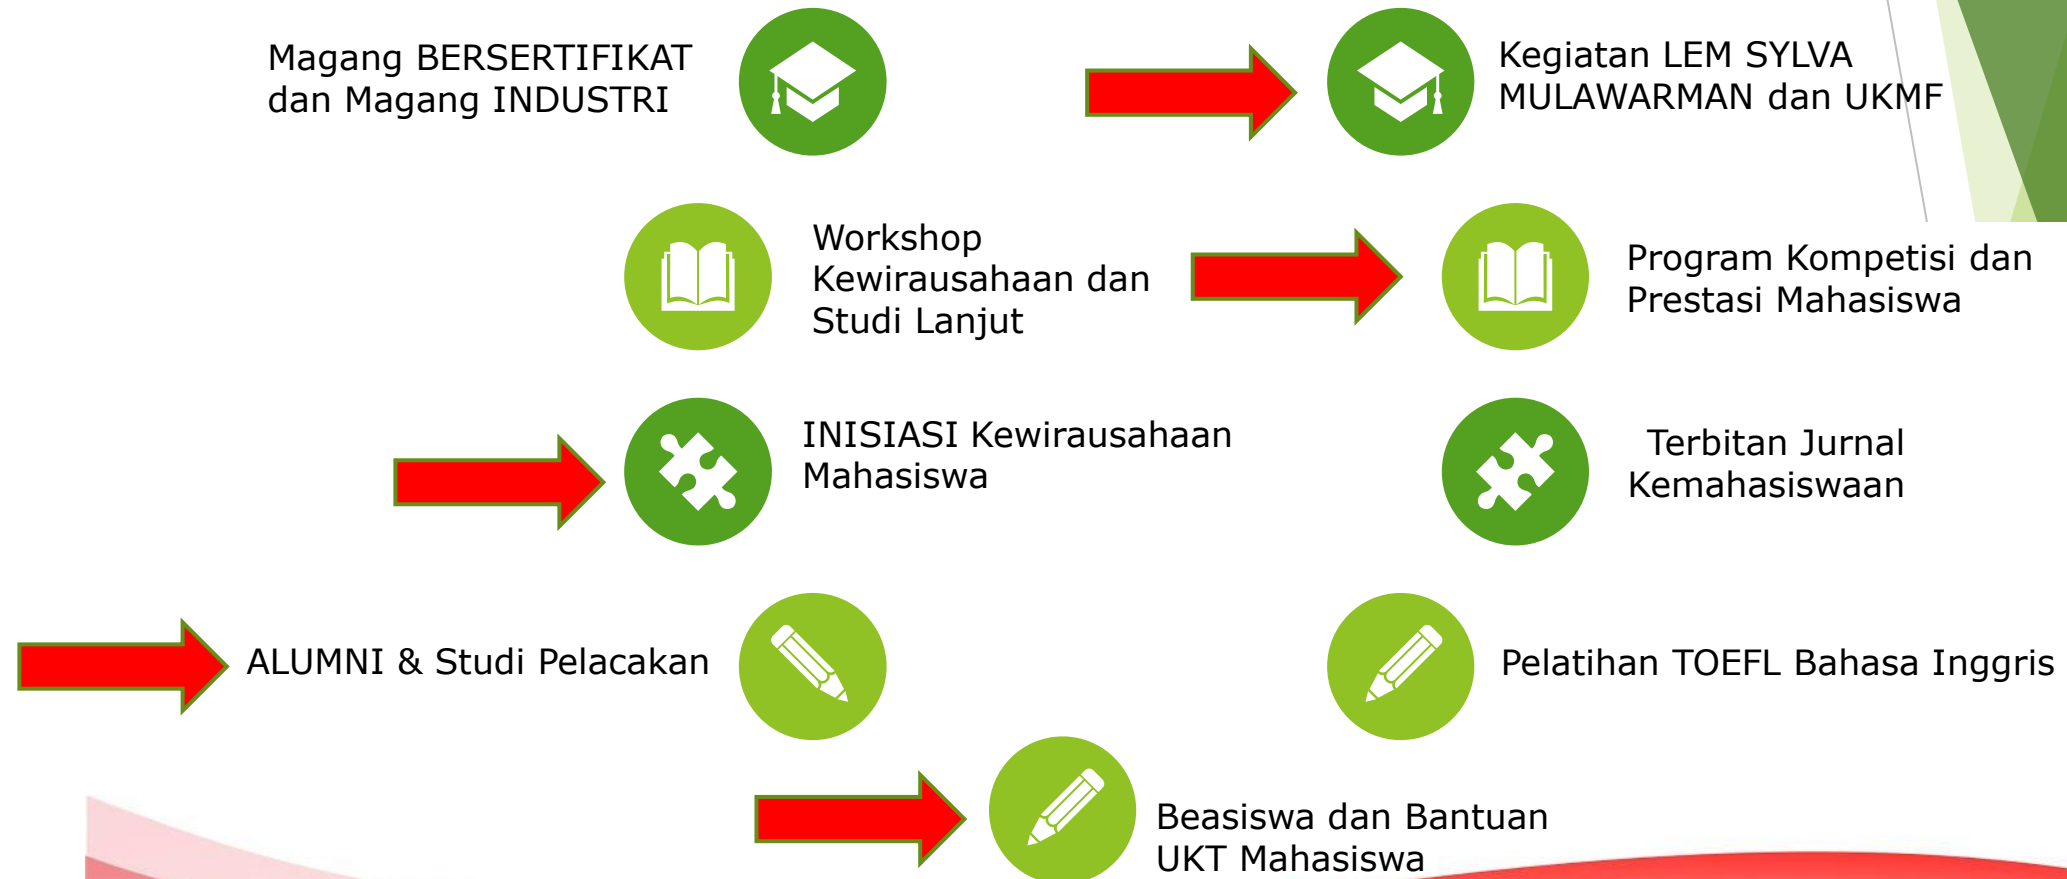 Magang BERSERTIFIKAT
dan Magang INDUSTRI
Kegiatan LEM SYLVA
MULAWARMAN dan UKMF
Workshop
Kewirausahaan dan
Studi Lanjut
Program Kompetisi dan
Prestasi Mahasiswa
INISIASI Kewirausahaan
Mahasiswa
Terbitan Jurnal
Kemahasiswaan
ALUMNI & Studi Pelacakan
Pelatihan TOEFL Bahasa Inggris
Beasiswa dan Bantuan
UKT Mahasiswa